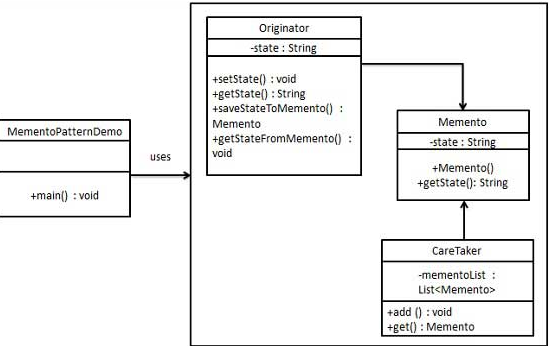 MementoPatternDemo
+main() : void
uses
Originator
-state : String
+setState() : void
+getState() : String
+saveStateToMemento() :
Memento
+getStateFromMemento() :
void
Memento
-state : String
+Memento()
+getState(): String
CareTaker
-mementoList :
List<Memento>
+add () : void
+get() : Memento